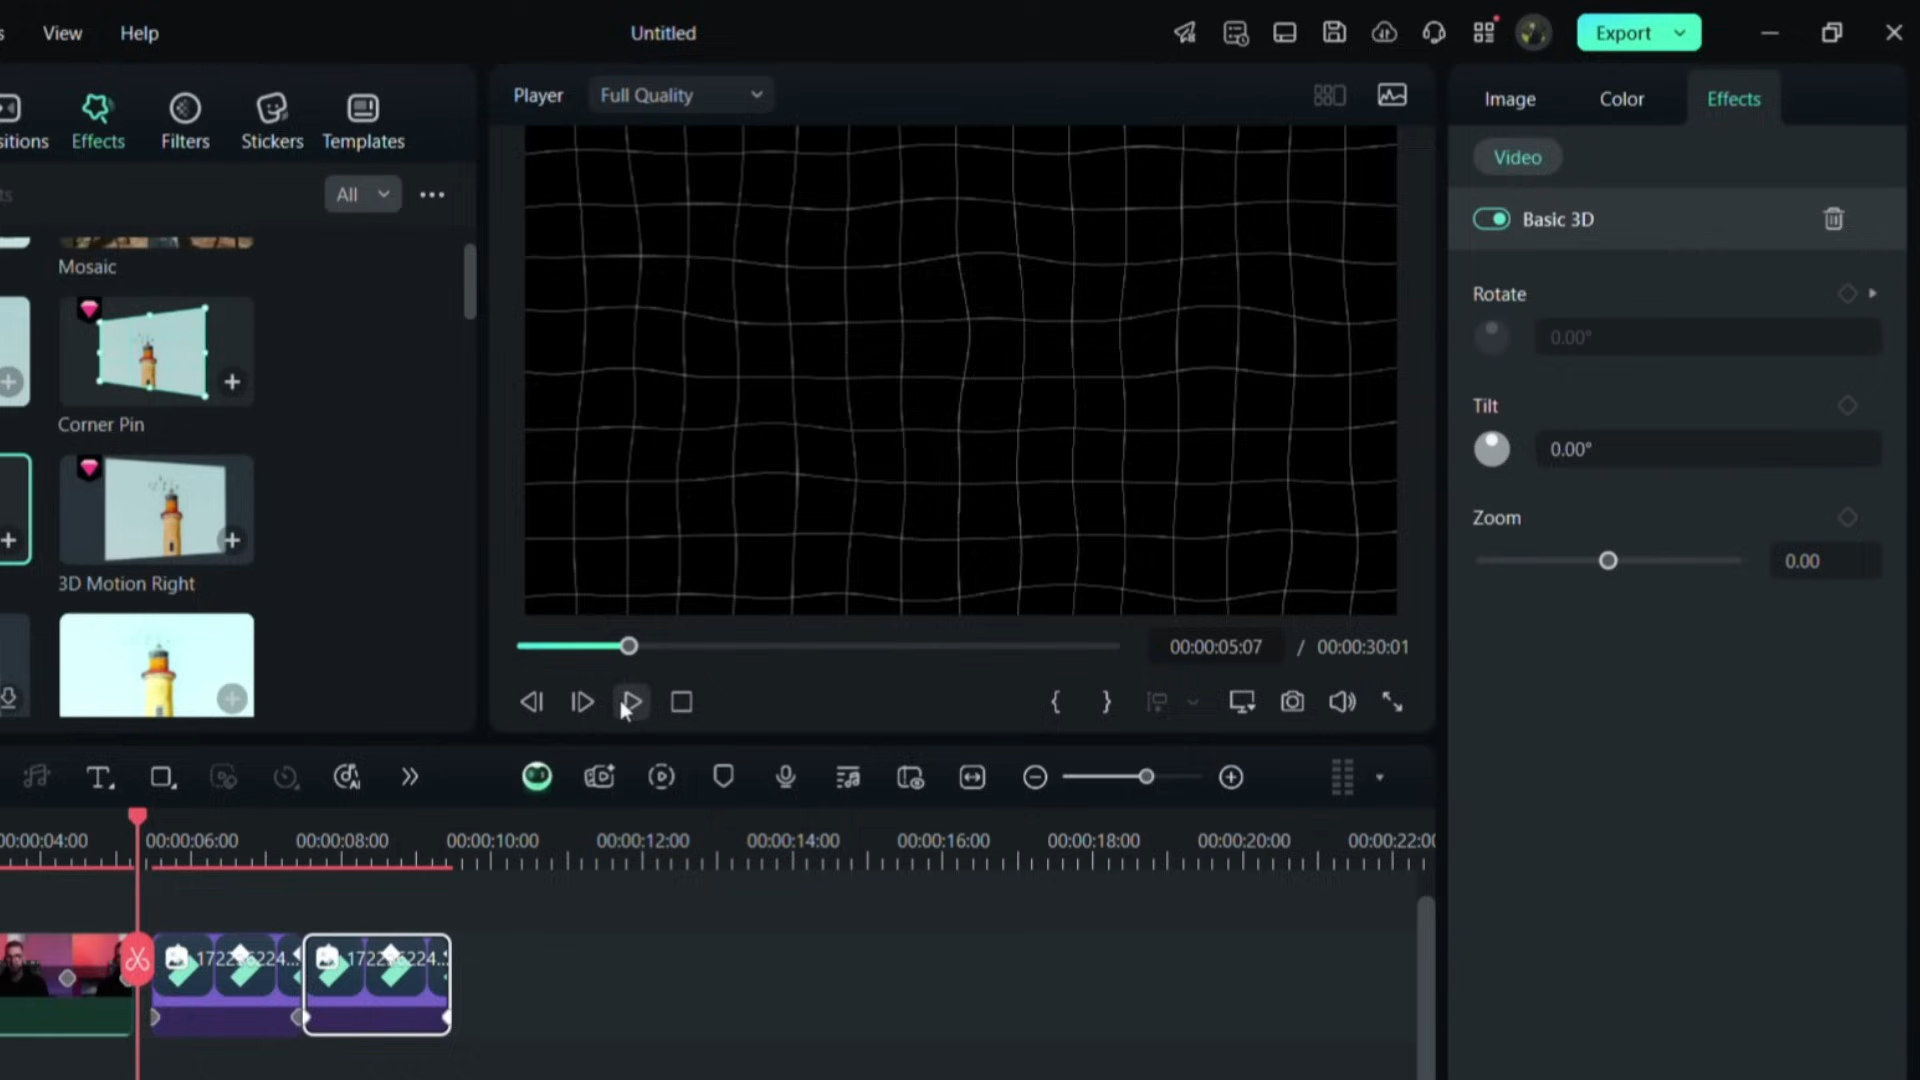 s View Help Untitled Export
sitions Effects Filters Stickers Templates
Player Full Quality
Image Color Effects
Video
ts All
Basic 3D
Mosaic
Rotate
0.00°
Corner Pin
Tilt
0.00°
Zoom
0.00
3D Motion Right
00:00:05:07 / 00:00:30:01
{ }
00:00:04:00 00:00:06:00 00:00:08:00 00:00:10:00 00:00:12:00 00:00:14:00 00:00:16:00 00:00:18:00 00:00:20:00 00:00:22:0